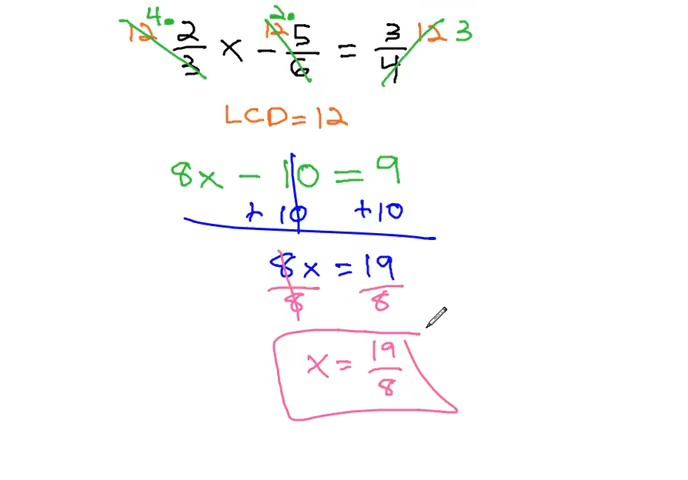 12 4 • 2/3 x - 12 2 • 5/6 = 3/4 12 3
LCD = 12
8x - 10 = 9
+ 10 + 10
8x = 19
8 8
x = 19/8